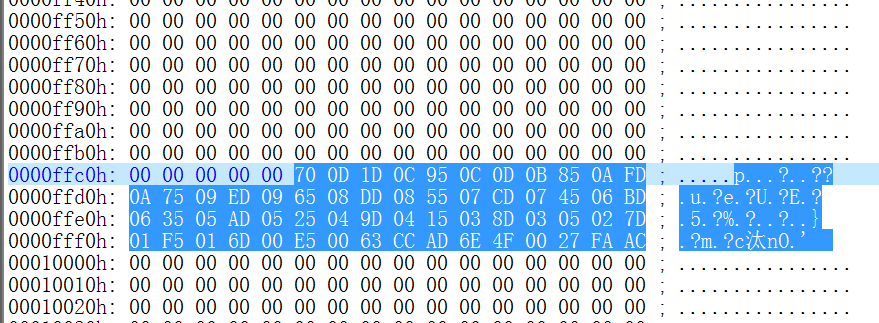 0000ff40h: 00 00 00 00 00 00 00 00 00 00 00 00 00 00 00 00 ; ................
0000ff50h: 00 00 00 00 00 00 00 00 00 00 00 00 00 00 00 00 ; ................
0000ff60h: 00 00 00 00 00 00 00 00 00 00 00 00 00 00 00 00 ; ................
0000ff70h: 00 00 00 00 00 00 00 00 00 00 00 00 00 00 00 00 ; ................
0000ff80h: 00 00 00 00 00 00 00 00 00 00 00 00 00 00 00 00 ; ................
0000ff90h: 00 00 00 00 00 00 00 00 00 00 00 00 00 00 00 00 ; ................
0000ffa0h: 00 00 00 00 00 00 00 00 00 00 00 00 00 00 00 00 ; ................
0000ffb0h: 00 00 00 00 00 00 00 00 00 00 00 00 00 00 00 00 ; ................
0000ffc0h: 00 00 00 00 00 70 0D 1D 0C 95 0C 0D 0B 85 0A FD ; .....p...?..??
0000ffd0h: 0A 75 09 ED 09 65 08 DD 08 55 07 CD 07 45 06 BD ; .u.?e.?U.?E.?
0000ffe0h: 06 35 05 AD 05 25 04 9D 04 15 03 8D 03 05 02 7D ; .5.?%.?..?..}
0000fff0h: 01 F5 01 6D 00 E5 00 63 CC AD 6E 4F 00 27 FA AC ; .?m.?c汰nO.'
00010000h: 00 00 00 00 00 00 00 00 00 00 00 00 00 00 00 00 ; ................
00010010h: 00 00 00 00 00 00 00 00 00 00 00 00 00 00 00 00 ; ................
00010020h: 00 00 00 00 00 00 00 00 00 00 00 00 00 00 00 00 ; ................